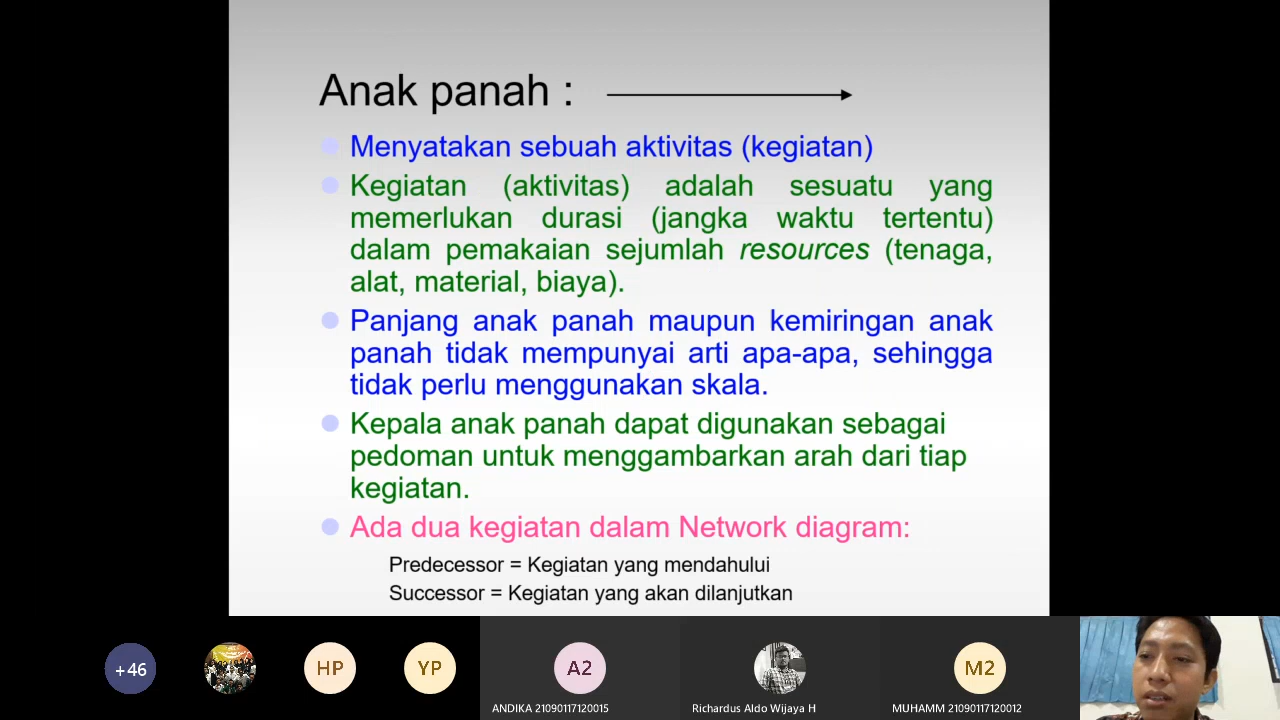 Anak panah :
Menyatakan sebuah aktivitas (kegiatan)
Kegiatan (aktivitas) adalah sesuatu yang
memerlukan durasi (jangka waktu tertentu)
dalam pemakaian sejumlah resources (tenaga,
alat, material, biaya).
Panjang anak panah maupun kemiringan anak
panah tidak mempunyai arti apa-apa, sehingga
tidak perlu menggunakan skala.
Kepala anak panah dapat digunakan sebagai
pedoman untuk menggambarkan arah dari tiap
kegiatan.
Ada dua kegiatan dalam Network diagram:
Predecessor = Kegiatan yang mendahului
Successor = Kegiatan yang akan dilanjutkan
+46
HP
YP
A2
M2
ANDIKA 21090117120015
Richardus Aldo Wijaya H
MUHAMM 21090117120012